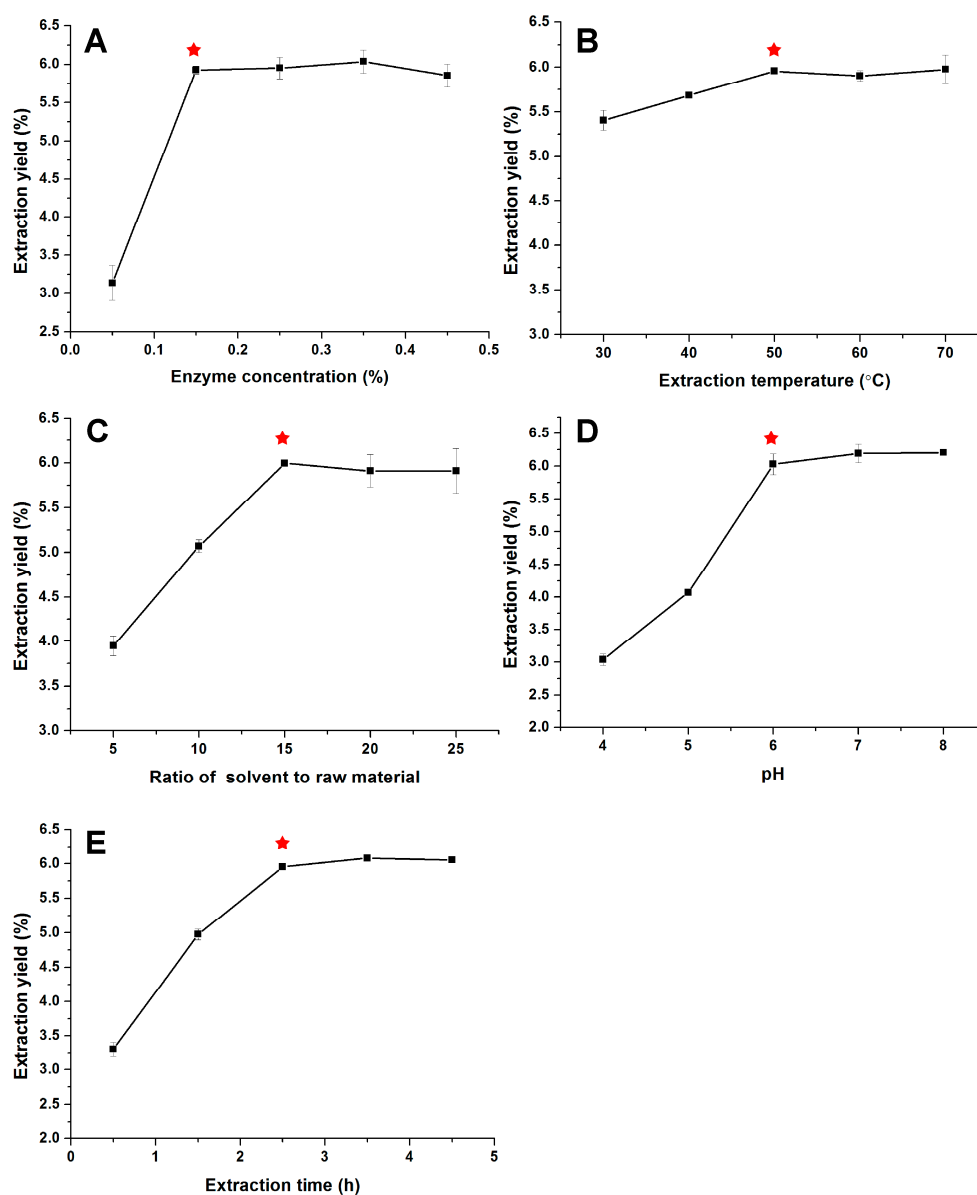 A
Extraction yield (%)
6.5
6.0
5.5
5.0
4.5
4.0
3.5
3.0
2.5
0.0 0.1 0.2 0.3 0.4 0.5
Enzyme concentration (%)
B
Extraction yield (%)
6.5
6.0
5.5
5.0
4.5
4.0
3.5
3.0
30 40 50 60 70
Extraction temperature (°C)
C
Extraction yield (%)
6.5
6.0
5.5
5.0
4.5
4.0
3.5
3.0
5 10 15 20 25
Ratio of solvent to raw material
D
Extraction yield (%)
6.5
6.0
5.5
5.0
4.5
4.0
3.5
3.0
2.5
2.0
4 5 6 7 8
pH
E
Extraction yield (%)
6.5
6.0
5.5
5.0
4.5
4.0
3.5
3.0
2.5
2.0
0 1 2 3 4 5
Extraction time (h)